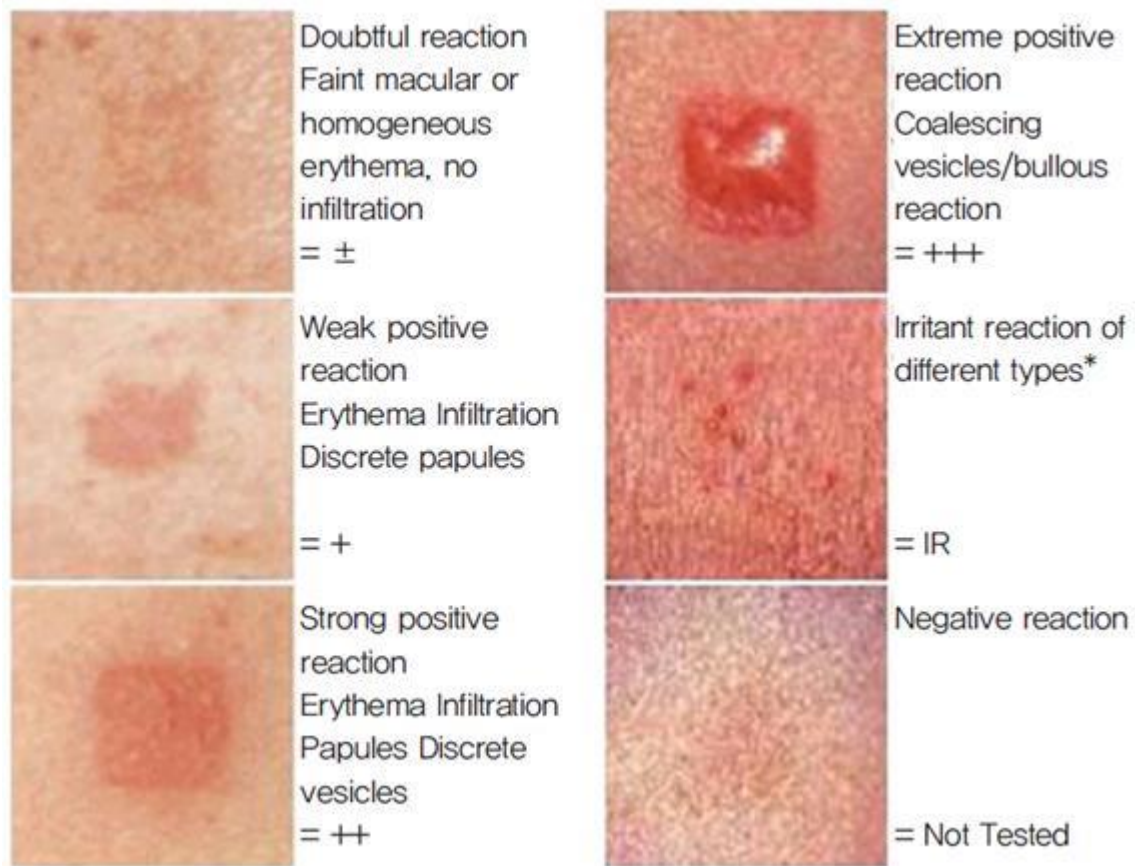 Doubtful reaction
Faint macular or
homogeneous
erythema, no
infiltration
= ±
Weak positive
reaction
Erythema Infiltration
Discrete papules
= +
Strong positive
reaction
Erythema Infiltration
Papules Discrete
vesicles
= ++
Extreme positive
reaction
Coalescing
vesicles/bullous
reaction
= +++
Irritant reaction of
different types*
= IR
Negative reaction
= Not Tested